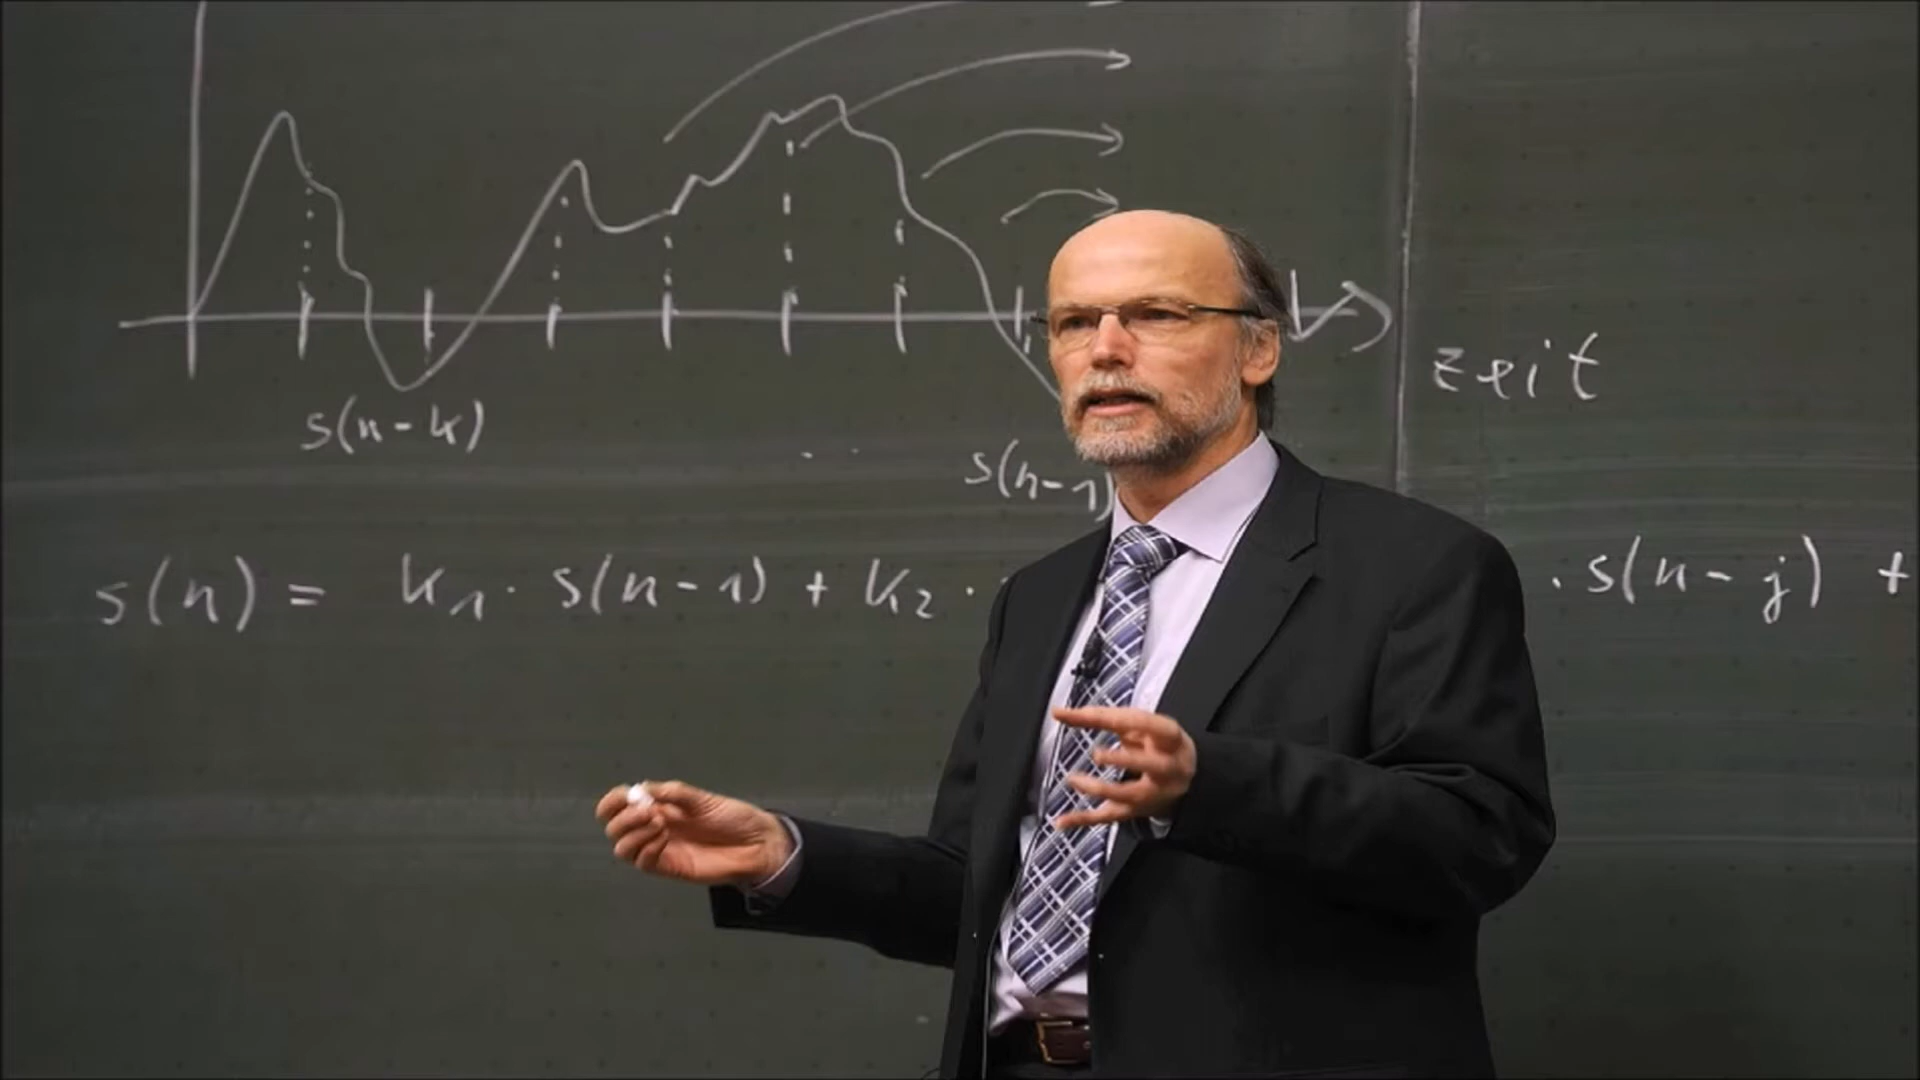 Zeit
s(n-k) .. s(n-1)
s(n) = k₁ · s(n-1) + k₂ · · s(n-j) +